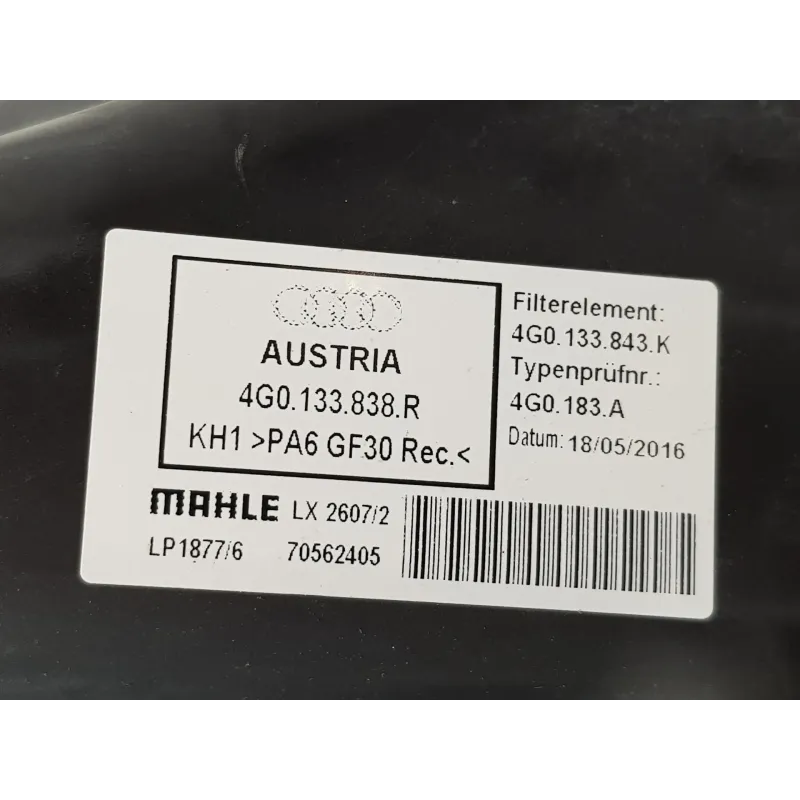 AUSTRIA
4G0.133.838.R
KH1 >PA6 GF30 Rec.<
Filterelement:
4G0.133.843.K
Typenprüfnr.:
4G0.183.A
Datum: 18/05/2016
MAHLE LX 2607/2
LP1877/6 70562405